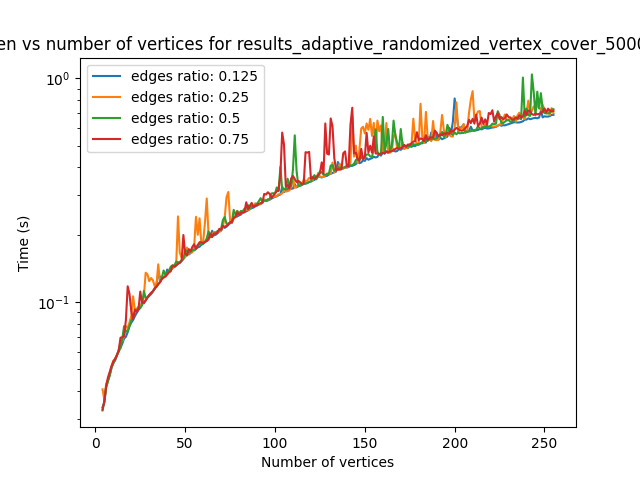 en vs number of vertices for results_adaptive_randomized_vertex_cover_5000
edges ratio: 0.125
edges ratio: 0.25
edges ratio: 0.5
edges ratio: 0.75
10⁰
10⁻¹
Time (s)
0 50 100 150 200 250
Number of vertices